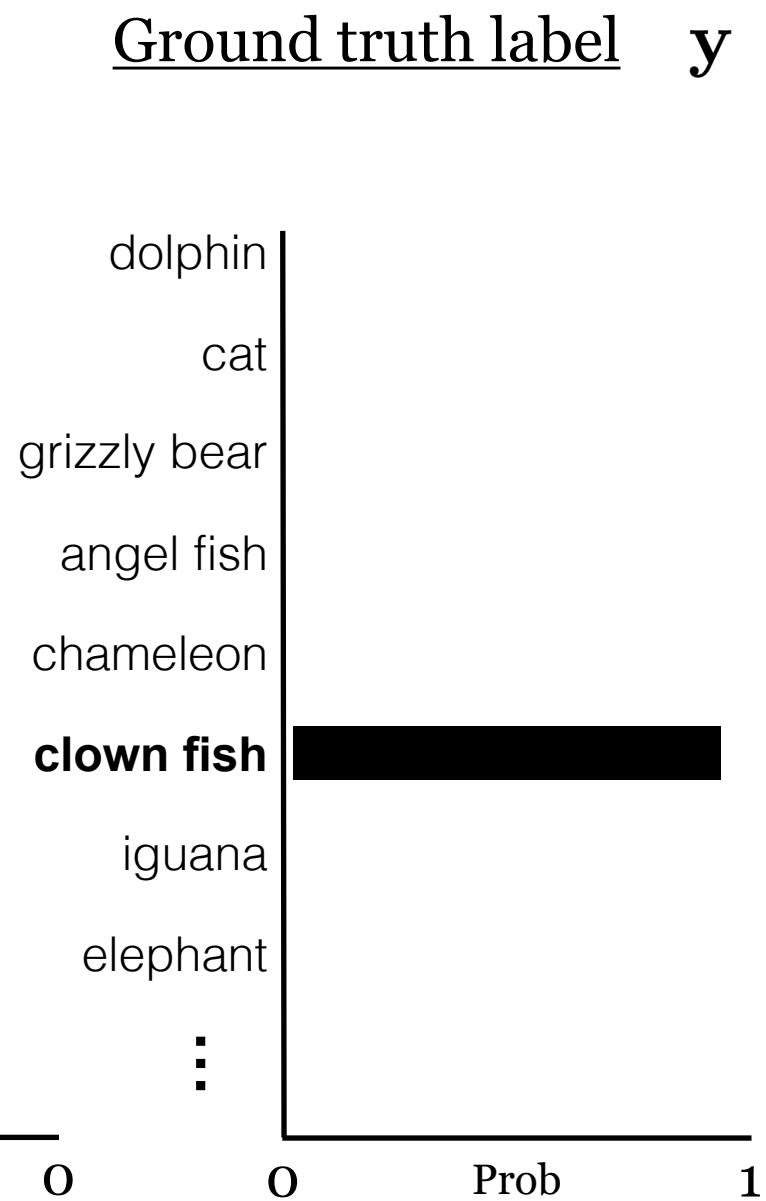 Ground truth label y
dolphin
cat
grizzly bear
angel fish
chameleon
clown fish
iguana
elephant
⋮
0 0 Prob 1